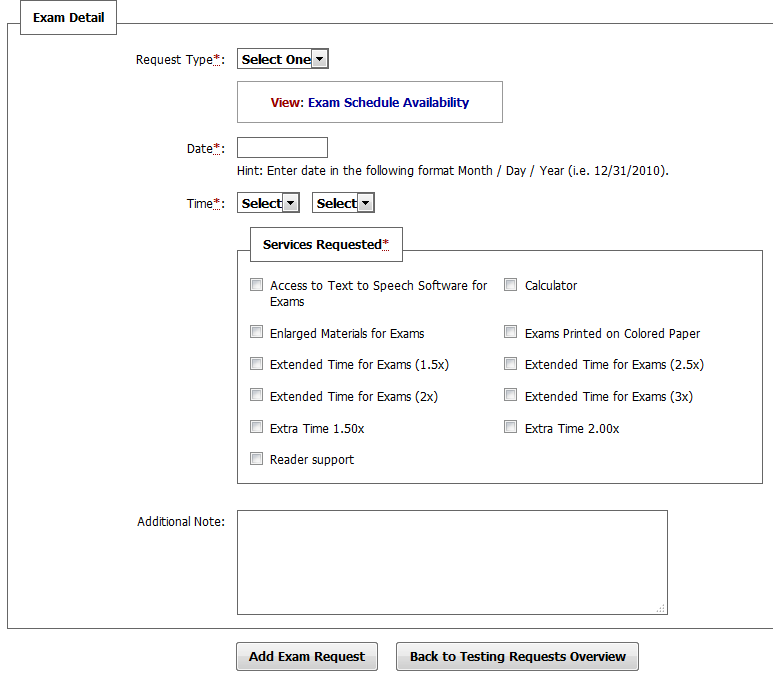 Exam Detail
Request Type*: Select One
View: Exam Schedule Availability
Date*:
Hint: Enter date in the following format Month / Day / Year (i.e. 12/31/2010).
Time*: Select Select
Services Requested*
Access to Text to Speech Software for
Exams
Calculator
Enlarged Materials for Exams
Exams Printed on Colored Paper
Extended Time for Exams (1.5x)
Extended Time for Exams (2.5x)
Extended Time for Exams (2x)
Extended Time for Exams (3x)
Extra Time 1.50x
Extra Time 2.00x
Reader support
Additional Note:
Add Exam Request
Back to Testing Requests Overview